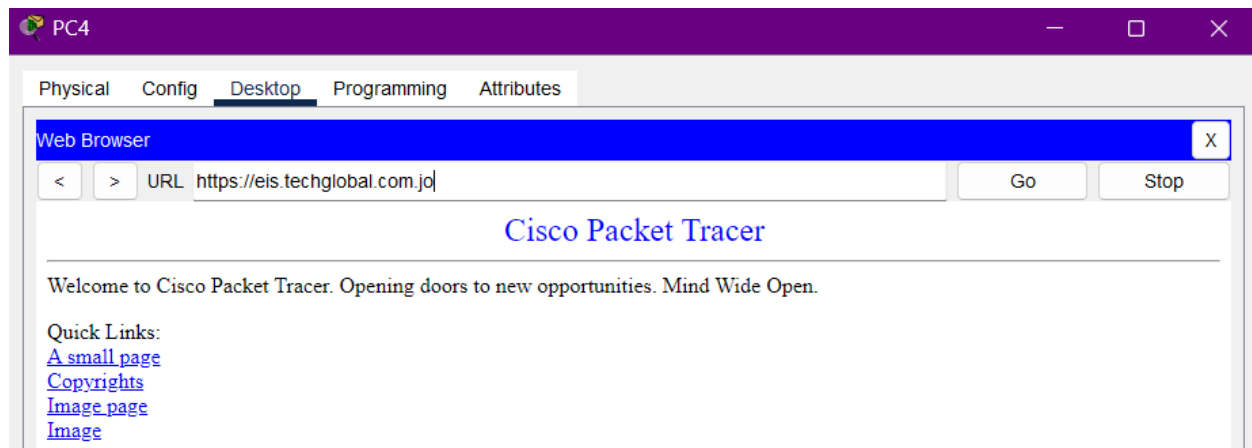 PC4
Physical Config Desktop Programming Attributes
Web Browser X
< > URL https://eis.techglobal.com.jo Go Stop
Cisco Packet Tracer
Welcome to Cisco Packet Tracer. Opening doors to new opportunities. Mind Wide Open.
Quick Links:
A small page
Copyrights
Image page
Image